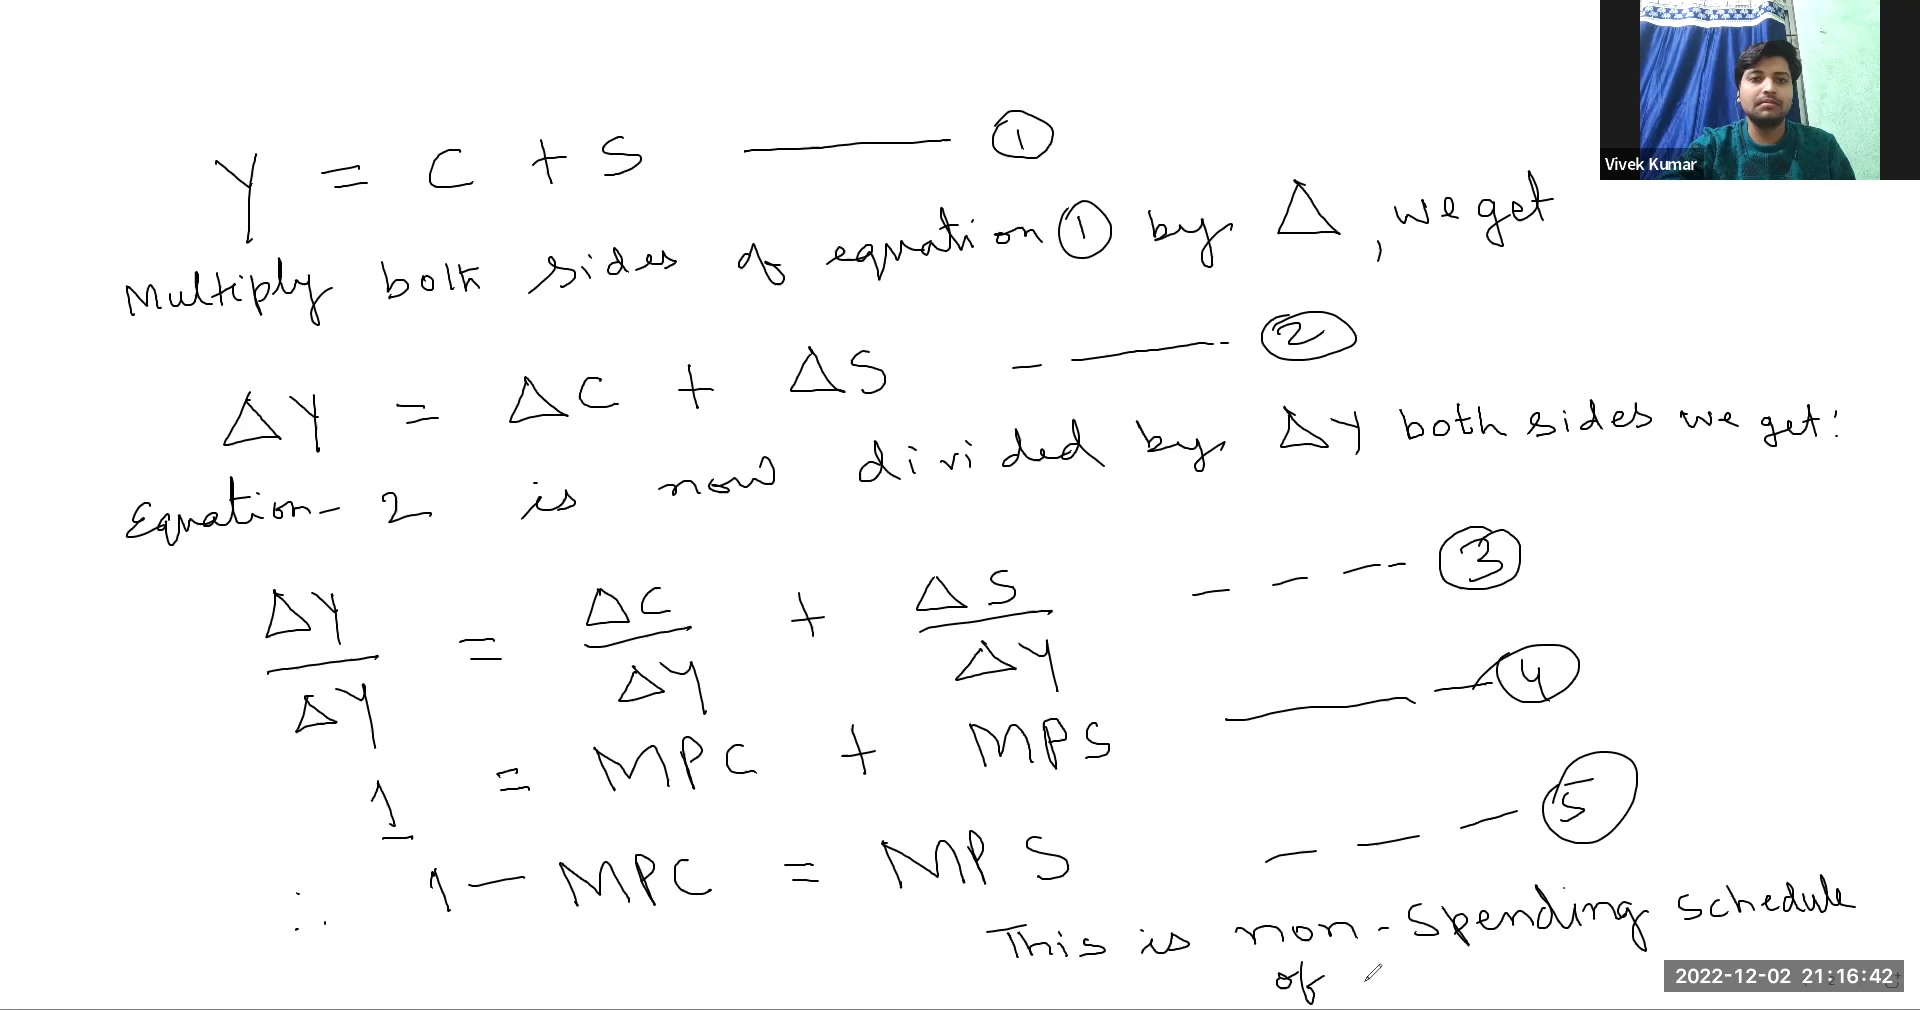 Vivek Kumar
Y = C + S ——— ①
Multiply both sides of equation ① by Δ, we get
ΔY = ΔC + ΔS - ——— ②
Equation- 2 is now divided by ΔY both sides we get:
ΔY/ΔY = ΔC/ΔY + ΔS/ΔY - - - - ③
1 = MPC + MPS ——— ④
∴ 1 — MPC = MPS - - - ⑤
This is non-spending schedule
of
2022-12-02 21:16:42